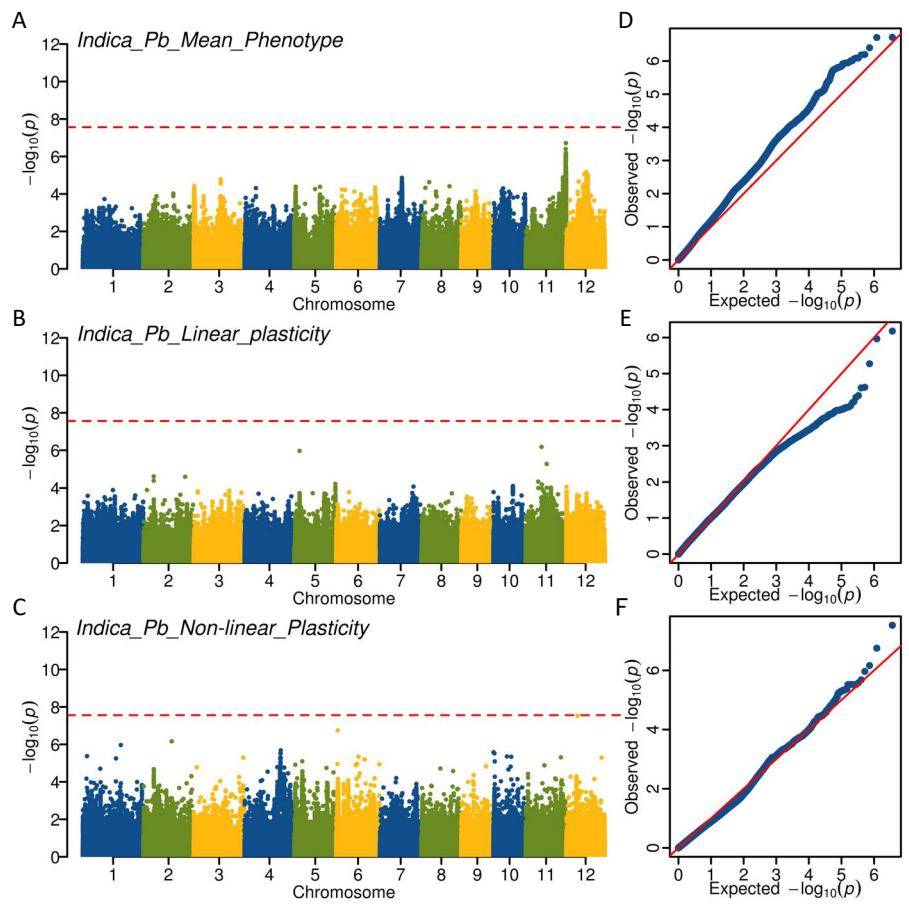 A
Indica_Pb_Mean_Phenotype
12
10
8
6
4
2
0
−log10(p)
1 2 3 4 5 6 7 8 9 10 11 12
Chromosome
D
6
5
4
3
2
1
0
Observed −log10(p)
0 1 2 3 4 5 6
Expected −log10(p)
B
Indica_Pb_Linear_plasticity
12
10
8
6
4
2
0
−log10(p)
1 2 3 4 5 6 7 8 9 10 11 12
Chromosome
E
6
5
4
3
2
1
0
Observed −log10(p)
0 1 2 3 4 5 6
Expected −log10(p)
C
Indica_Pb_Non-linear_Plasticity
12
10
8
6
4
2
0
−log10(p)
1 2 3 4 5 6 7 8 9 10 11 12
Chromosome
F
6
4
2
0
Observed −log10(p)
0 1 2 3 4 5 6
Expected −log10(p)